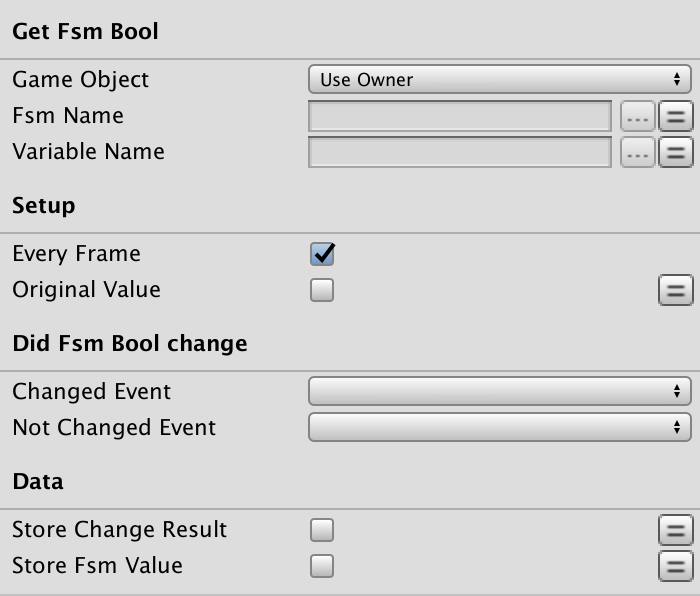 Get Fsm Bool
Game Object Use Owner
Fsm Name ...
Variable Name ...
Setup
Every Frame
Original Value
Did Fsm Bool change
Changed Event
Not Changed Event
Data
Store Change Result
Store Fsm Value